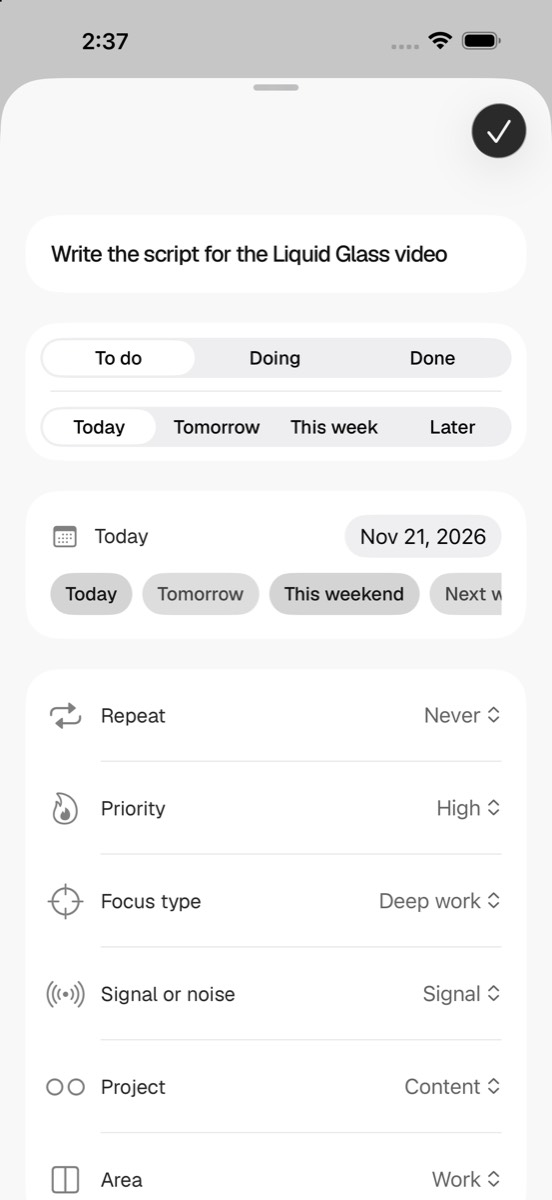 2:37
Write the script for the Liquid Glass video
To do Doing Done
Today Tomorrow This week Later
Today Nov 21, 2026
Today Tomorrow This weekend Next
Repeat Never
Priority High
Focus type Deep work
Signal or noise Signal
Project Content
Area Work